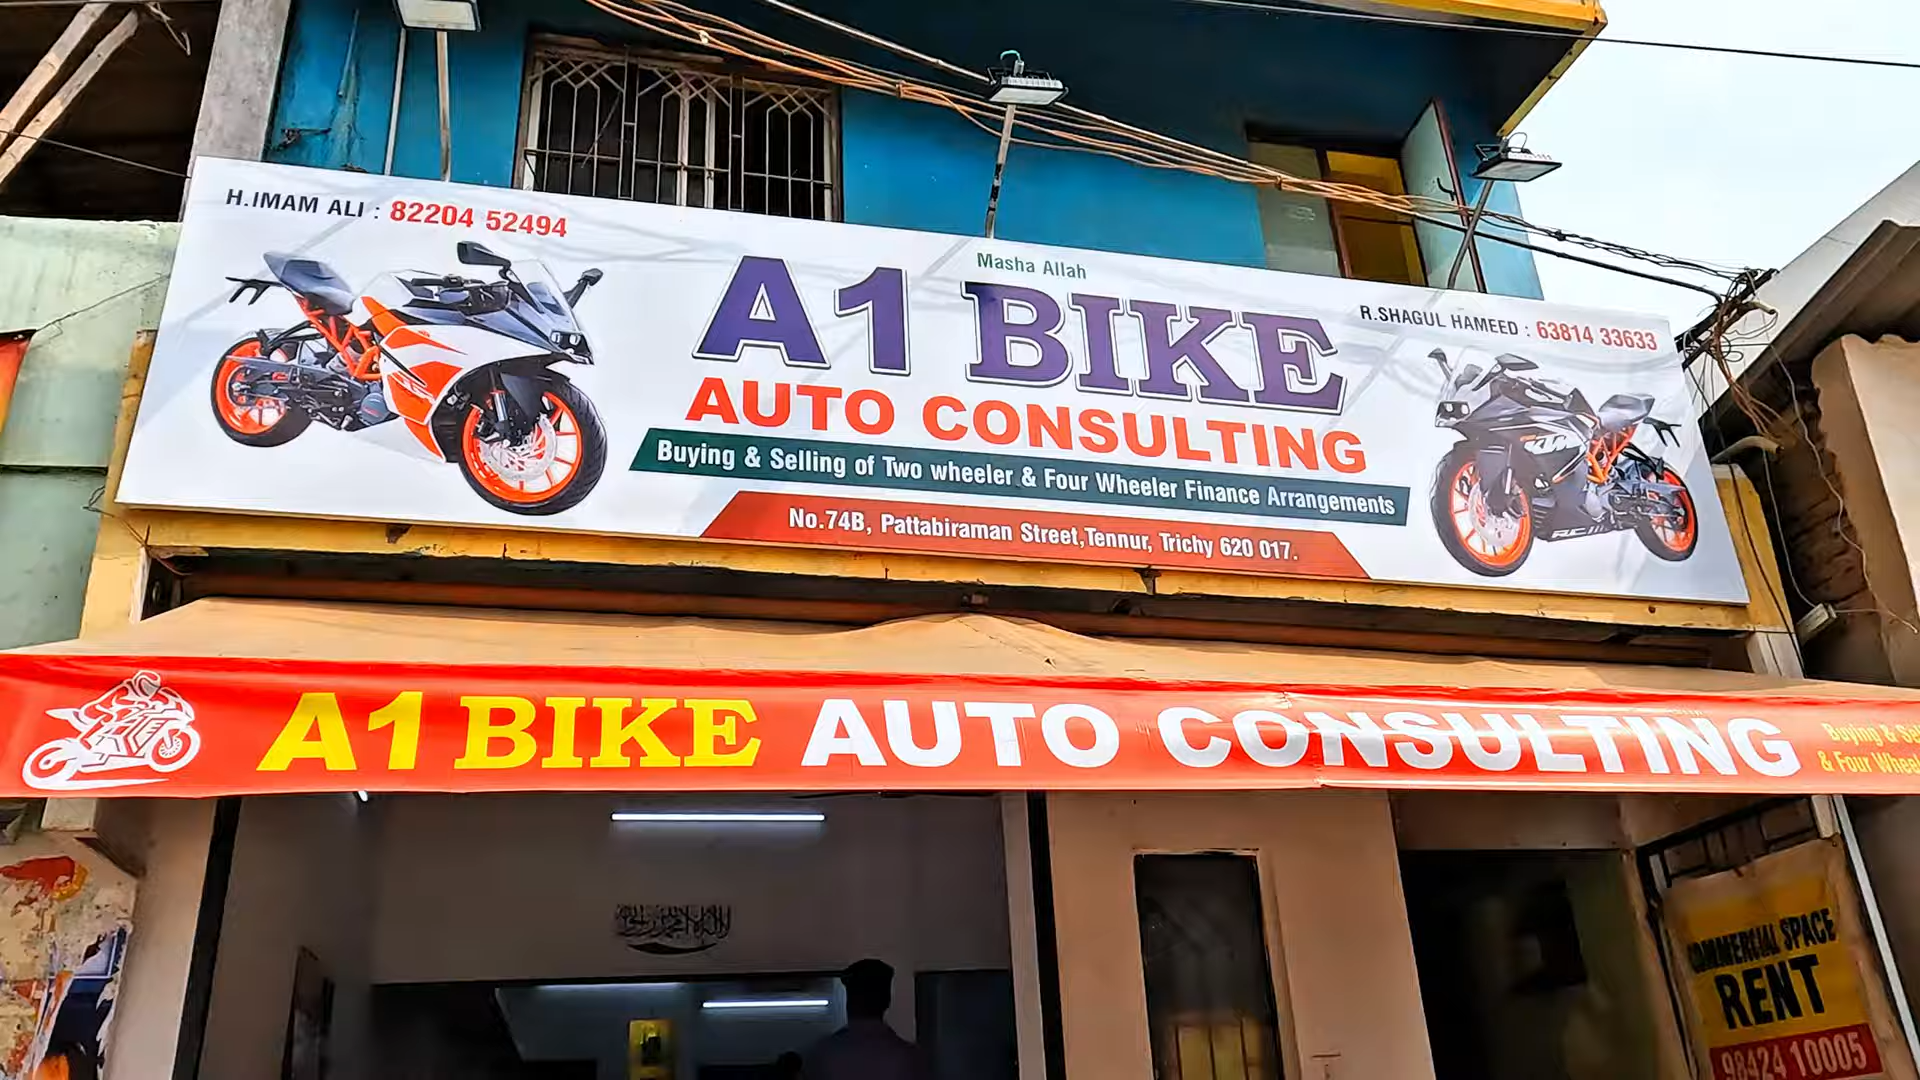 H.IMAM ALI : 82204 52494
Masha Allah
R.SHAGUL HAMEED : 63814 33633
A1 BIKE
AUTO CONSULTING
Buying & Selling of Two wheeler & Four Wheeler Finance Arrangements
No.74B, Pattabiraman Street,Tennur, Trichy 620 017.
KTM
A1 BIKE AUTO CONSULTING
Buying & Sel
& Four Wheel
COMMERCIAL SPACE
RENT
98424 10005